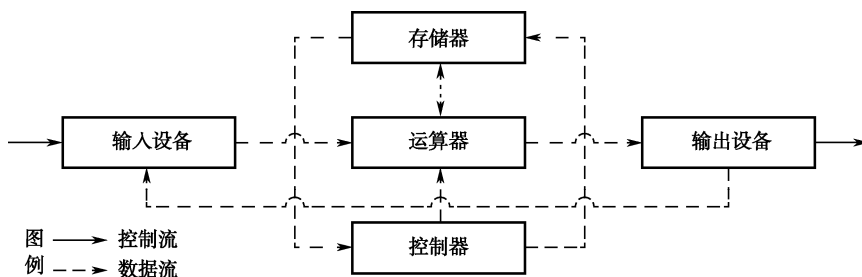 存储器
输入设备
运算器
输出设备
控制器
图例
控制流
数据流